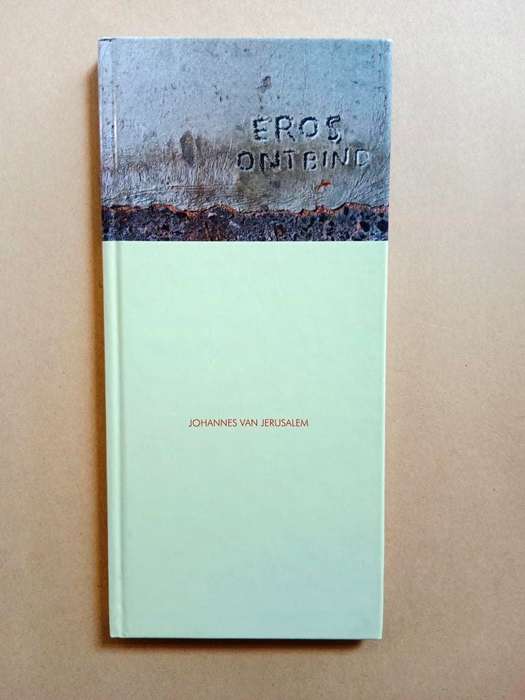 EROS
ONTBIND
JOHANNES VAN JERUSALEM